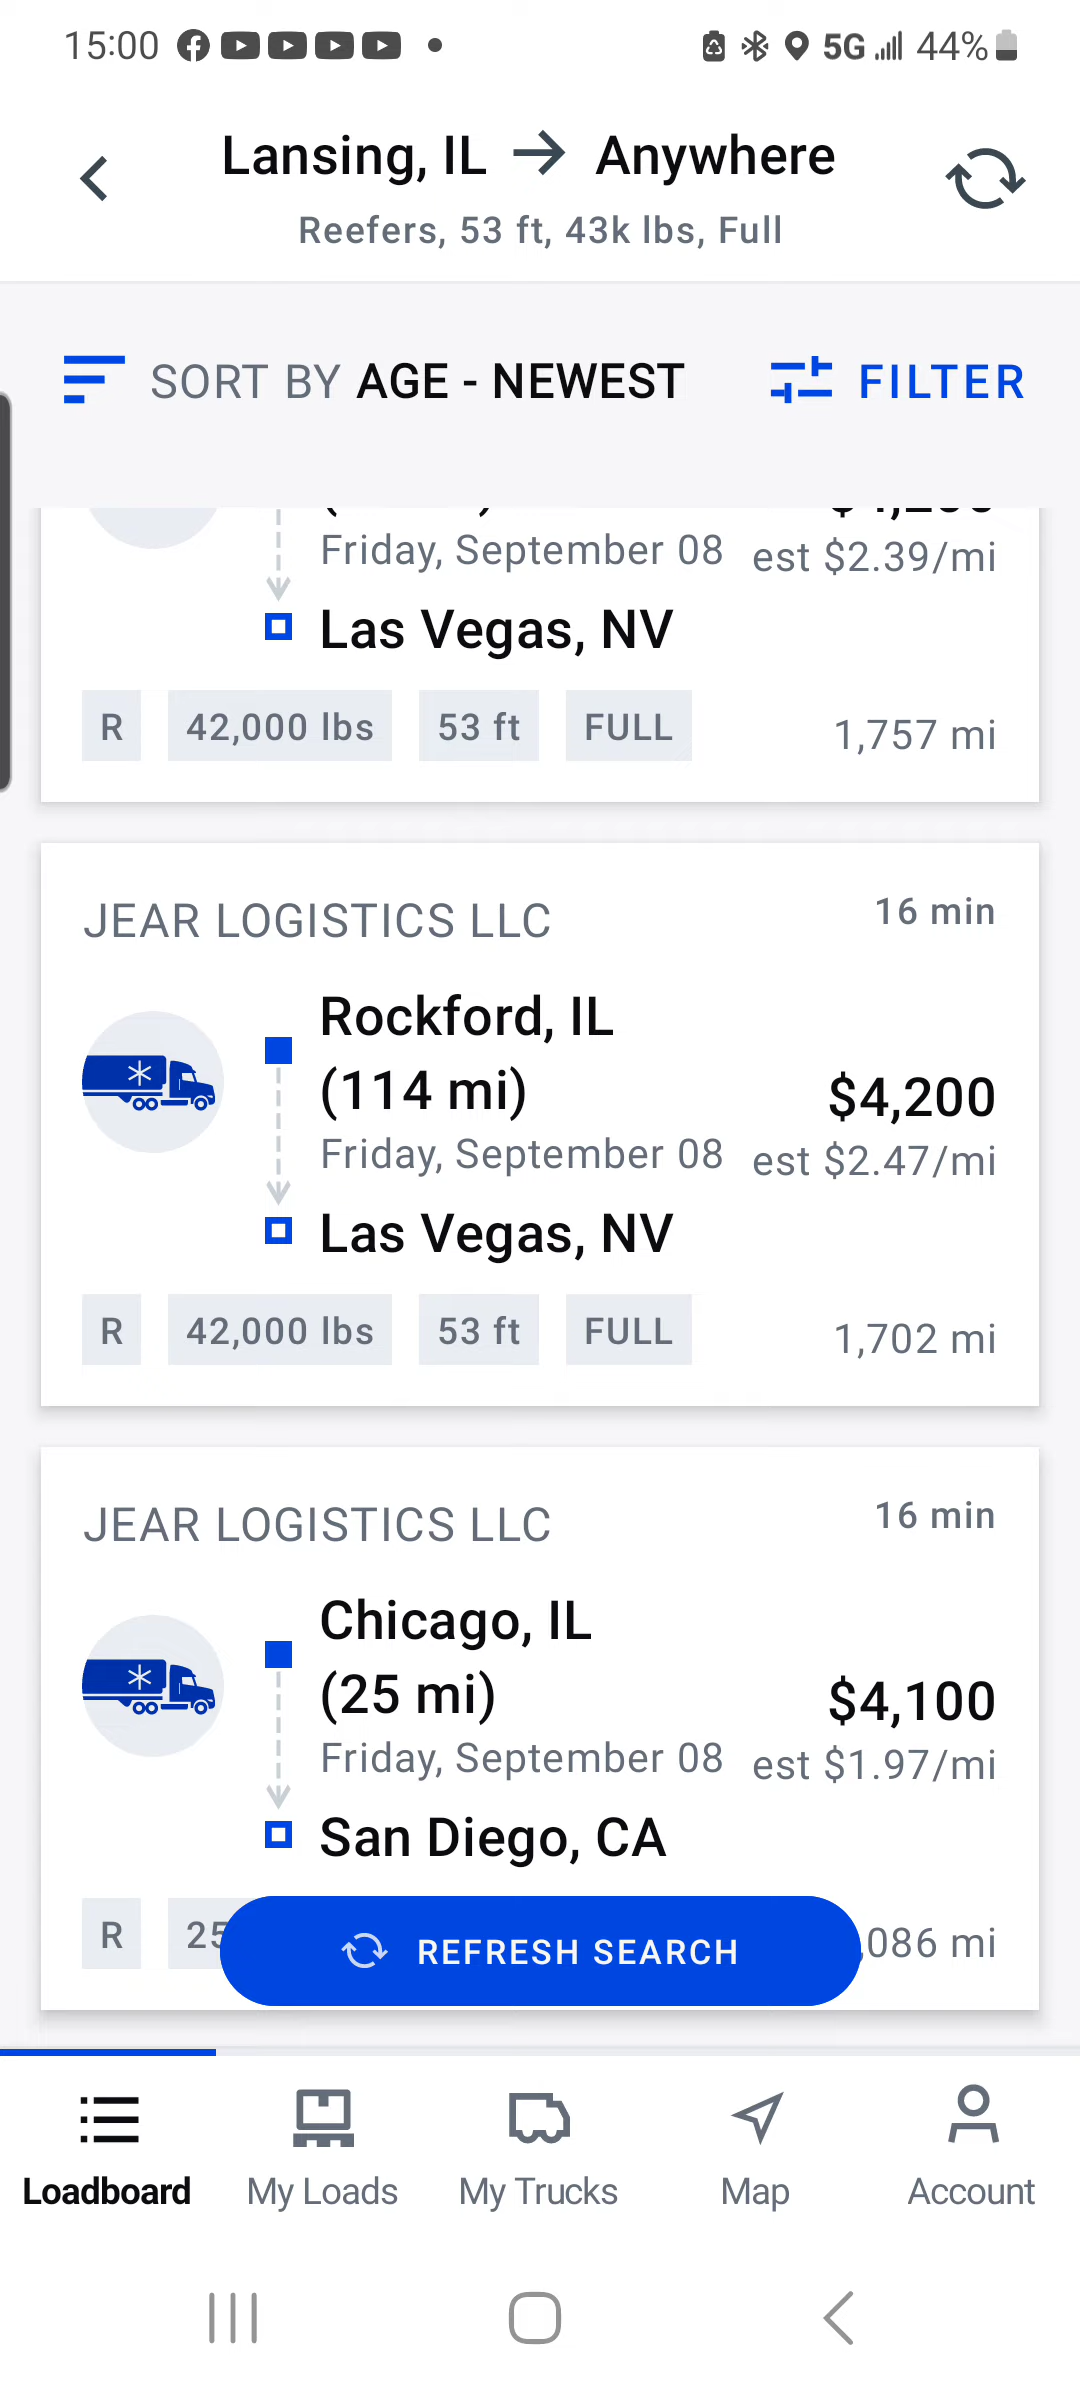 15:00
5G 44%
Lansing, IL → Anywhere
Reefers, 53 ft, 43k lbs, Full
SORT BY AGE - NEWEST
FILTER
Friday, September 08
est $2.39/mi
Las Vegas, NV
R 42,000 lbs 53 ft FULL
1,757 mi
JEAR LOGISTICS LLC
16 min
Rockford, IL
(114 mi)
$4,200
Friday, September 08
est $2.47/mi
Las Vegas, NV
R 42,000 lbs 53 ft FULL
1,702 mi
JEAR LOGISTICS LLC
16 min
Chicago, IL
(25 mi)
$4,100
Friday, September 08
est $1.97/mi
San Diego, CA
R 25
,086 mi
REFRESH SEARCH
Loadboard My Loads My Trucks Map Account